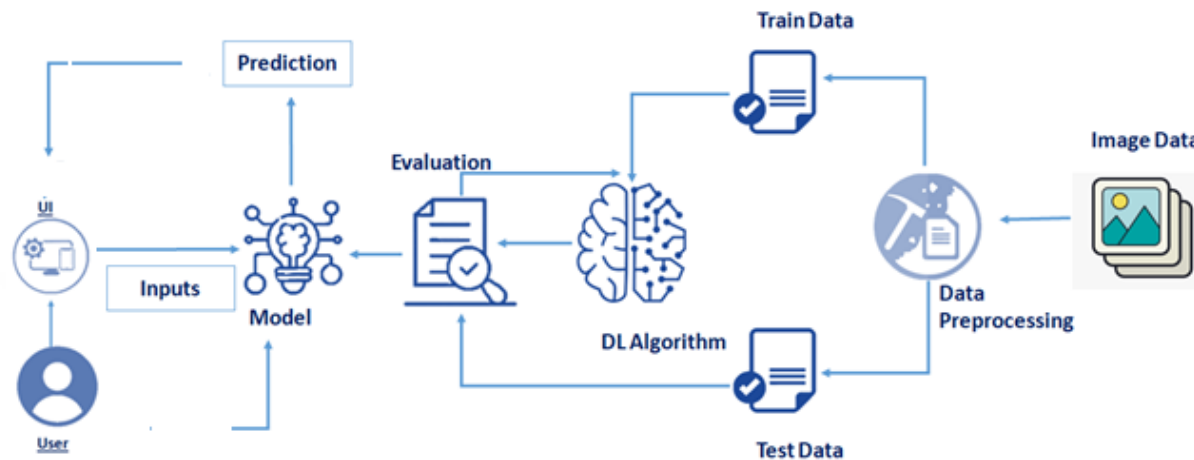 Train Data
Prediction
Image Data
Evaluation
UI
Inputs
Model
DL Algorithm
Data
Preprocessing
User
Test Data